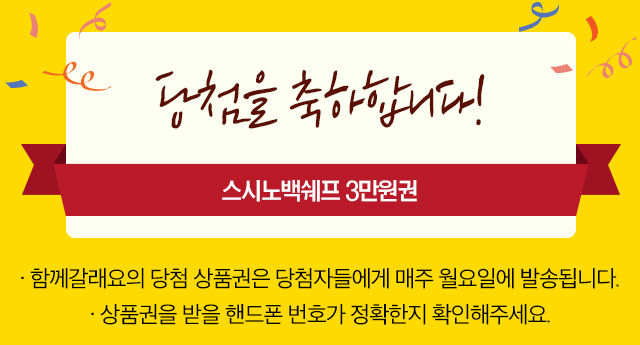 당첨을 축하합니다!
스시노백쉐프 3만원권
· 함께갈래요의 당첨 상품권은 당첨자들에게 매주 월요일에 발송됩니다.
· 상품권을 받을 핸드폰 번호가 정확한지 확인해주세요.